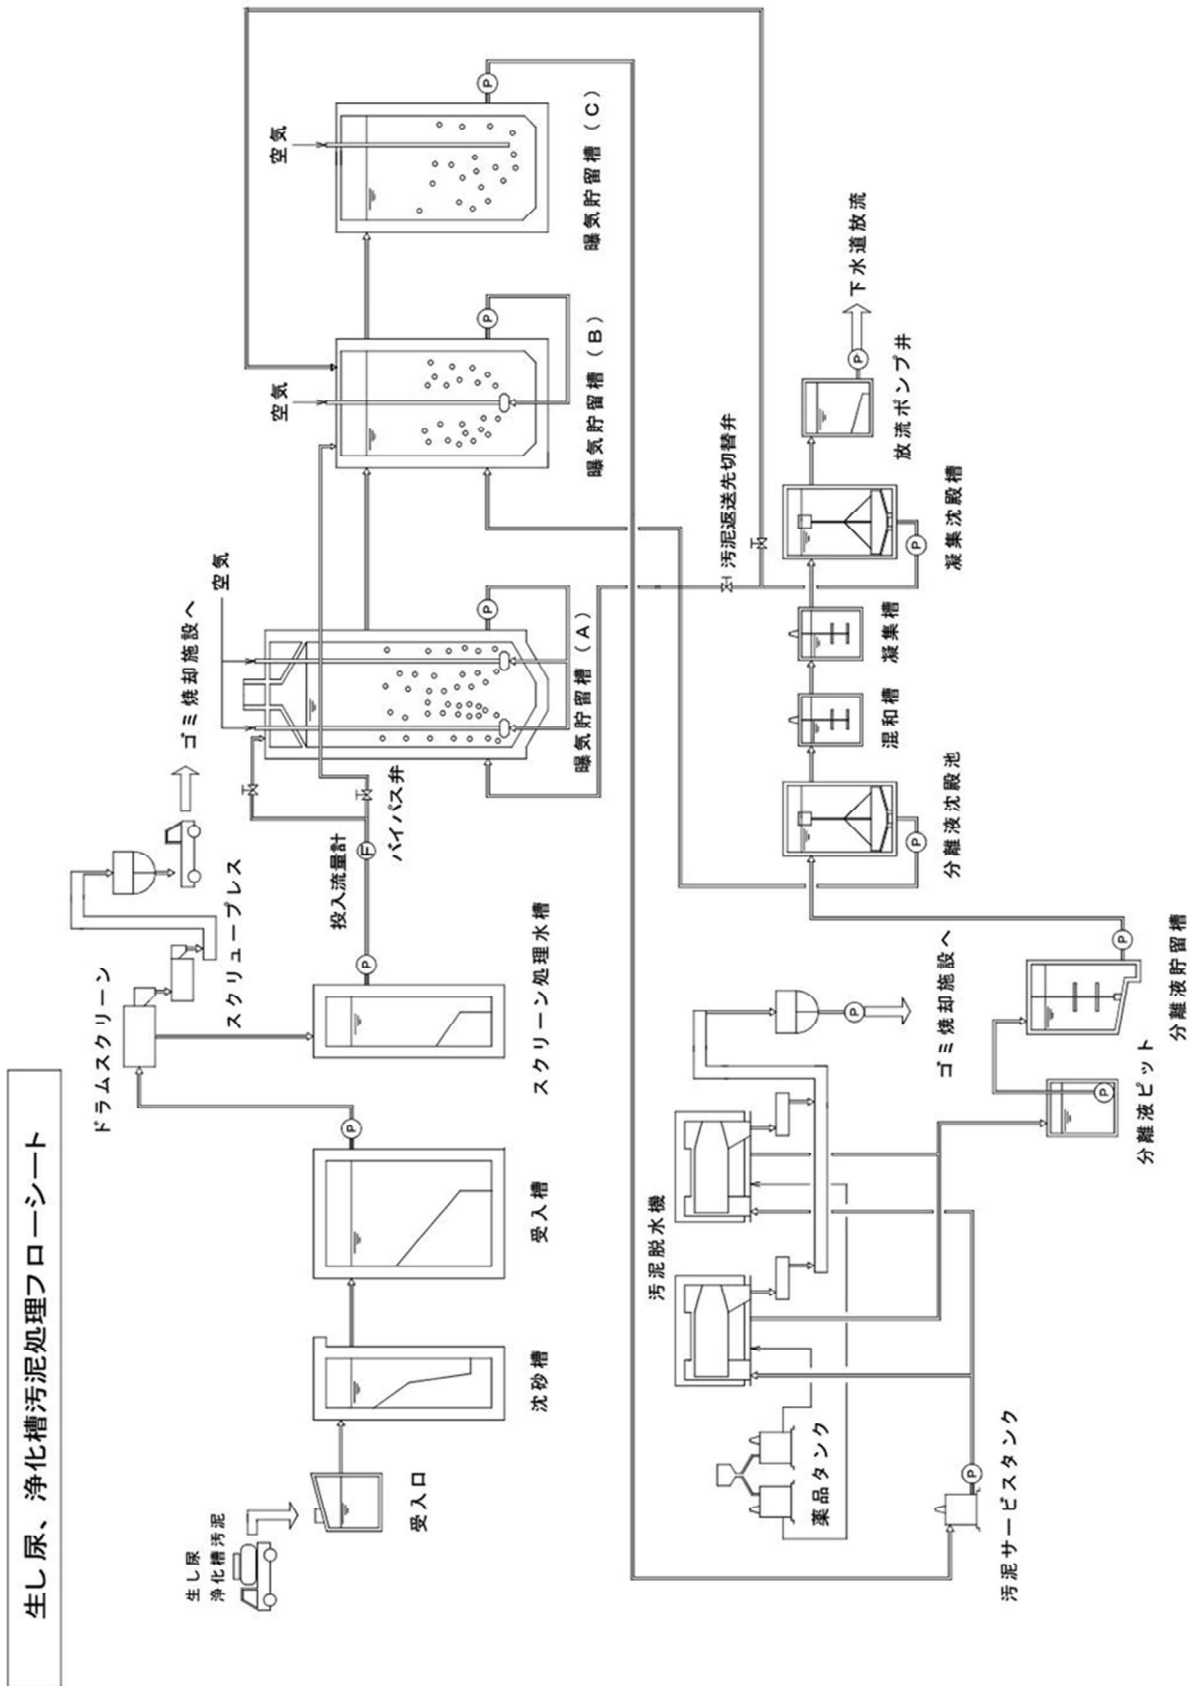 生し尿、浄化槽汚泥処理フローシート
生し尿
浄化槽汚泥
受入口
沈砂槽
受入槽
P
ドラムスクリーン
スクリュープレス
ゴミ焼却施設へ
スクリーン処理水槽
P
投入流量計
F
バイパス弁
空気
曝気貯留槽(A)
P
空気
曝気貯留槽(B)
P
空気
曝気貯留槽(C)
P
汚泥サービスタンク
P
薬品タンク
汚泥脱水機
P
ゴミ焼却施設へ
分離液ピット
P
分離液貯留槽
P
分離液沈殿池
P
混和槽
凝集槽
凝集沈殿槽
P
汚泥返送先切替弁
放流ポンプ井
P
下水道放流